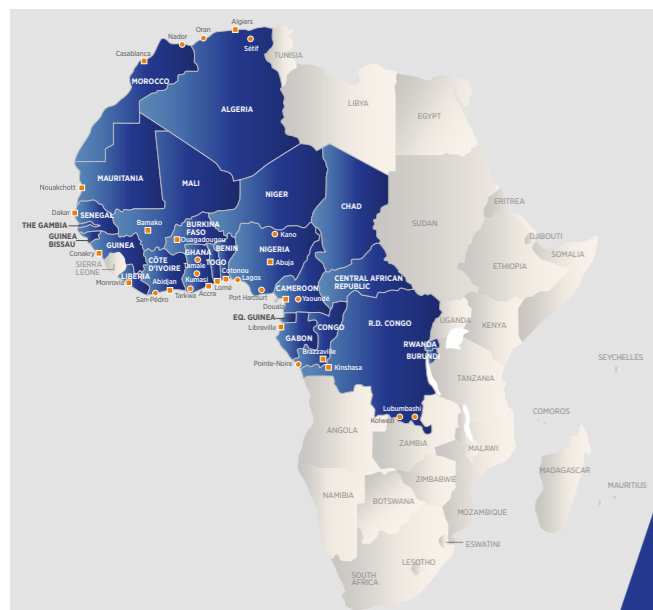 Algiers
Oran
Nador
Sétif
Casablanca
TUNISIA
MOROCCO
ALGERIA
LIBYA
EGYPT
MAURITANIA
MALI
NIGER
CHAD
Nouakchott
SUDAN
ERITREA
Dakar
SENEGAL
THE GAMBIA
Bamako
BURKINA
FASO
Ouagadougou
Kano
GUINEA
BISSAU
GUINEA
CÔTE
D'IVOIRE
GHANA
Tamale
BENIN
TOGO
NIGERIA
Abuja
DJIBOUTI
SOMALIA
ETHIOPIA
Conakry
SIERRA
LEONE
LIBERIA
Monrovia
Abidjan
Kumasi
Cotonou
Lagos
Lomé
Accra
San-Pédro
Tarkwa
Port Harcourt
CENTRAL AFRICAN
REPUBLIC
CAMEROON
Yaoundé
Douala
EQ. GUINEA
Libreville
GABON
CONGO
R.D. CONGO
UGANDA
KENYA
RWANDA
BURUNDI
Brazzaville
Kinshasa
Pointe-Noire
SEYCHELLES
TANZANIA
Lubumbashi
Kolwezi
COMOROS
ANGOLA
ZAMBIA
MALAWI
MADAGASCAR
ZIMBABWE
MAURITIUS
NAMIBIA
BOTSWANA
MOZAMBIQUE
ESWATINI
LESOTHO
SOUTH
AFRICA